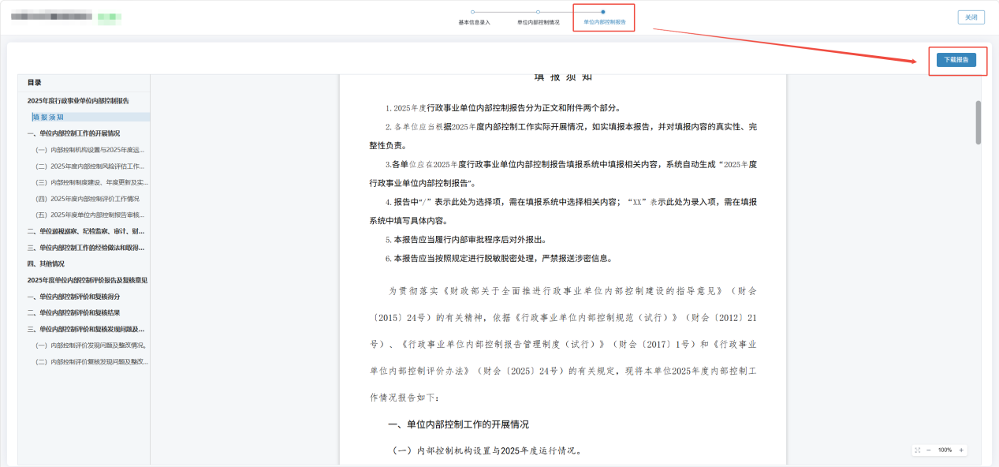 基本信息录入
单位内部控制情况
单位内部控制报告
关闭
下载报告
目录
2025年度行政事业单位内部控制报告
填 报 须 知
一、单位内部控制工作的开展情况
（一）内部控制机构设置与2025年度运...
（二）2025年度内部控制风险评估工作...
（三）内部控制制度建设、年度更新及实...
（四）2025年度内部控制评价工作情况
（五）2025年度单位内部控制报告审核...
二、单位巡视巡察、纪检监察、审计、财...
三、单位内部控制工作的经验做法和取得...
四、其他情况
2025年度单位内部控制评价报告及复核意见
一、单位内部控制评价和复核得分
二、单位内部控制评价和复核结果
三、单位内部控制评价和复核发现问题及...
（一）内部控制评价发现问题及整改情况。
（二）内部控制评价复核发现问题及整改...
填 报 须 知
1. 2025年度行政事业单位内部控制报告分为正文和附件两个部分。
2. 各单位应当根据2025年度内部控制工作实际开展情况，如实填报本报告，并对填报内容的真实性、完
整性负责。
3.各单位应在2025年度行政事业单位内部控制报告填报系统中填报相关内容，系统自动生成“2025年度
行政事业单位内部控制报告”。
4. 报告中“/”表示此处为选择项，需在填报系统中选择相关内容；“XX”表示此处为录入项，需在填报
系统中填写具体内容。
5. 本报告应当履行内部审批程序后对外报出。
6. 本报告应当按照规定进行脱敏脱密处理，严禁报送涉密信息。
为贯彻落实《财政部关于全面推进行政事业单位内部控制建设的指导意见》（财会
〔2015〕24号）的有关精神，依据《行政事业单位内部控制规范（试行）》（财会〔2012〕21
号）、《行政事业单位内部控制报告管理制度（试行）》（财会〔2017〕1号）和《行政事业
单位内部控制评价办法》（财会〔2025〕24号）的有关规定，现将本单位2025年度内部控制工
作情况报告如下：
一、单位内部控制工作的开展情况
（一）内部控制机构设置与2025年度运行情况。
− 100% +